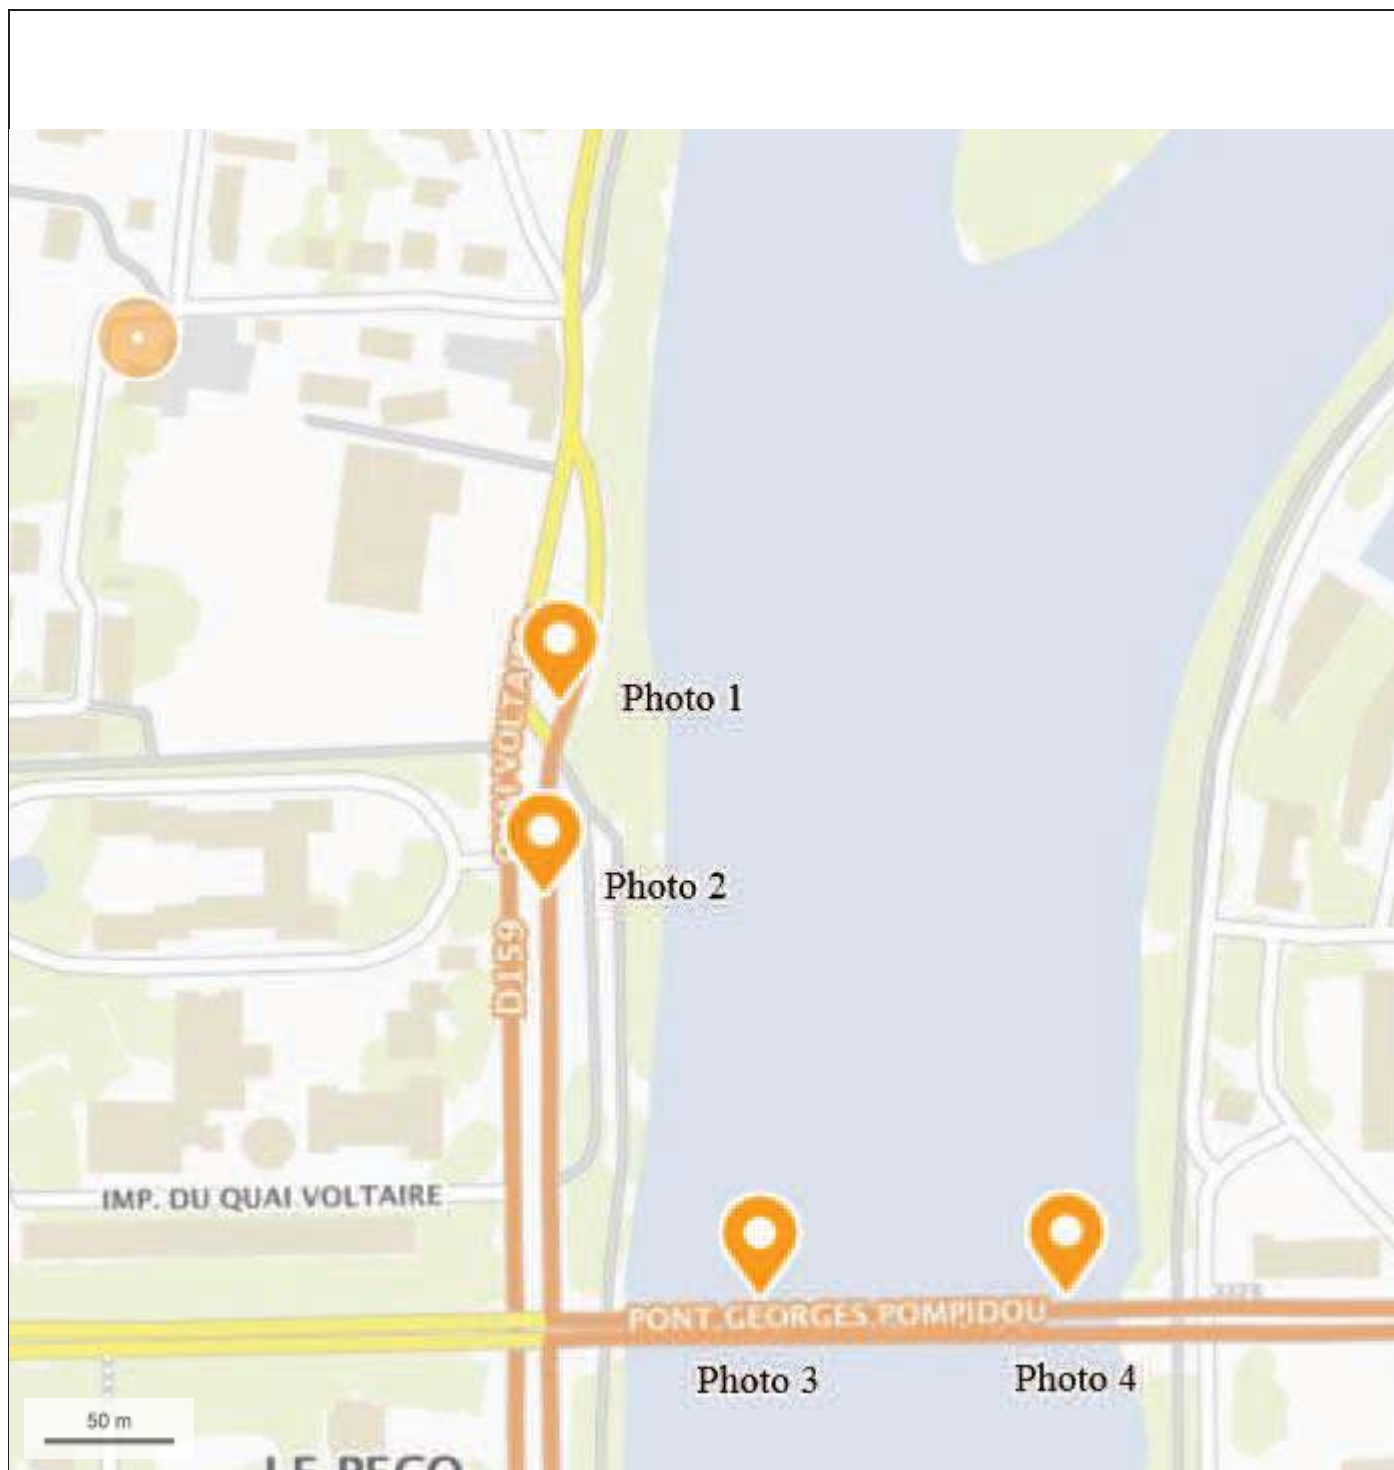 Photo 1
Photo 2
D159
IMP. DU QUAI VOLTAIRE
PONT GEORGES POMPIDOU
Photo 3
Photo 4
50 m